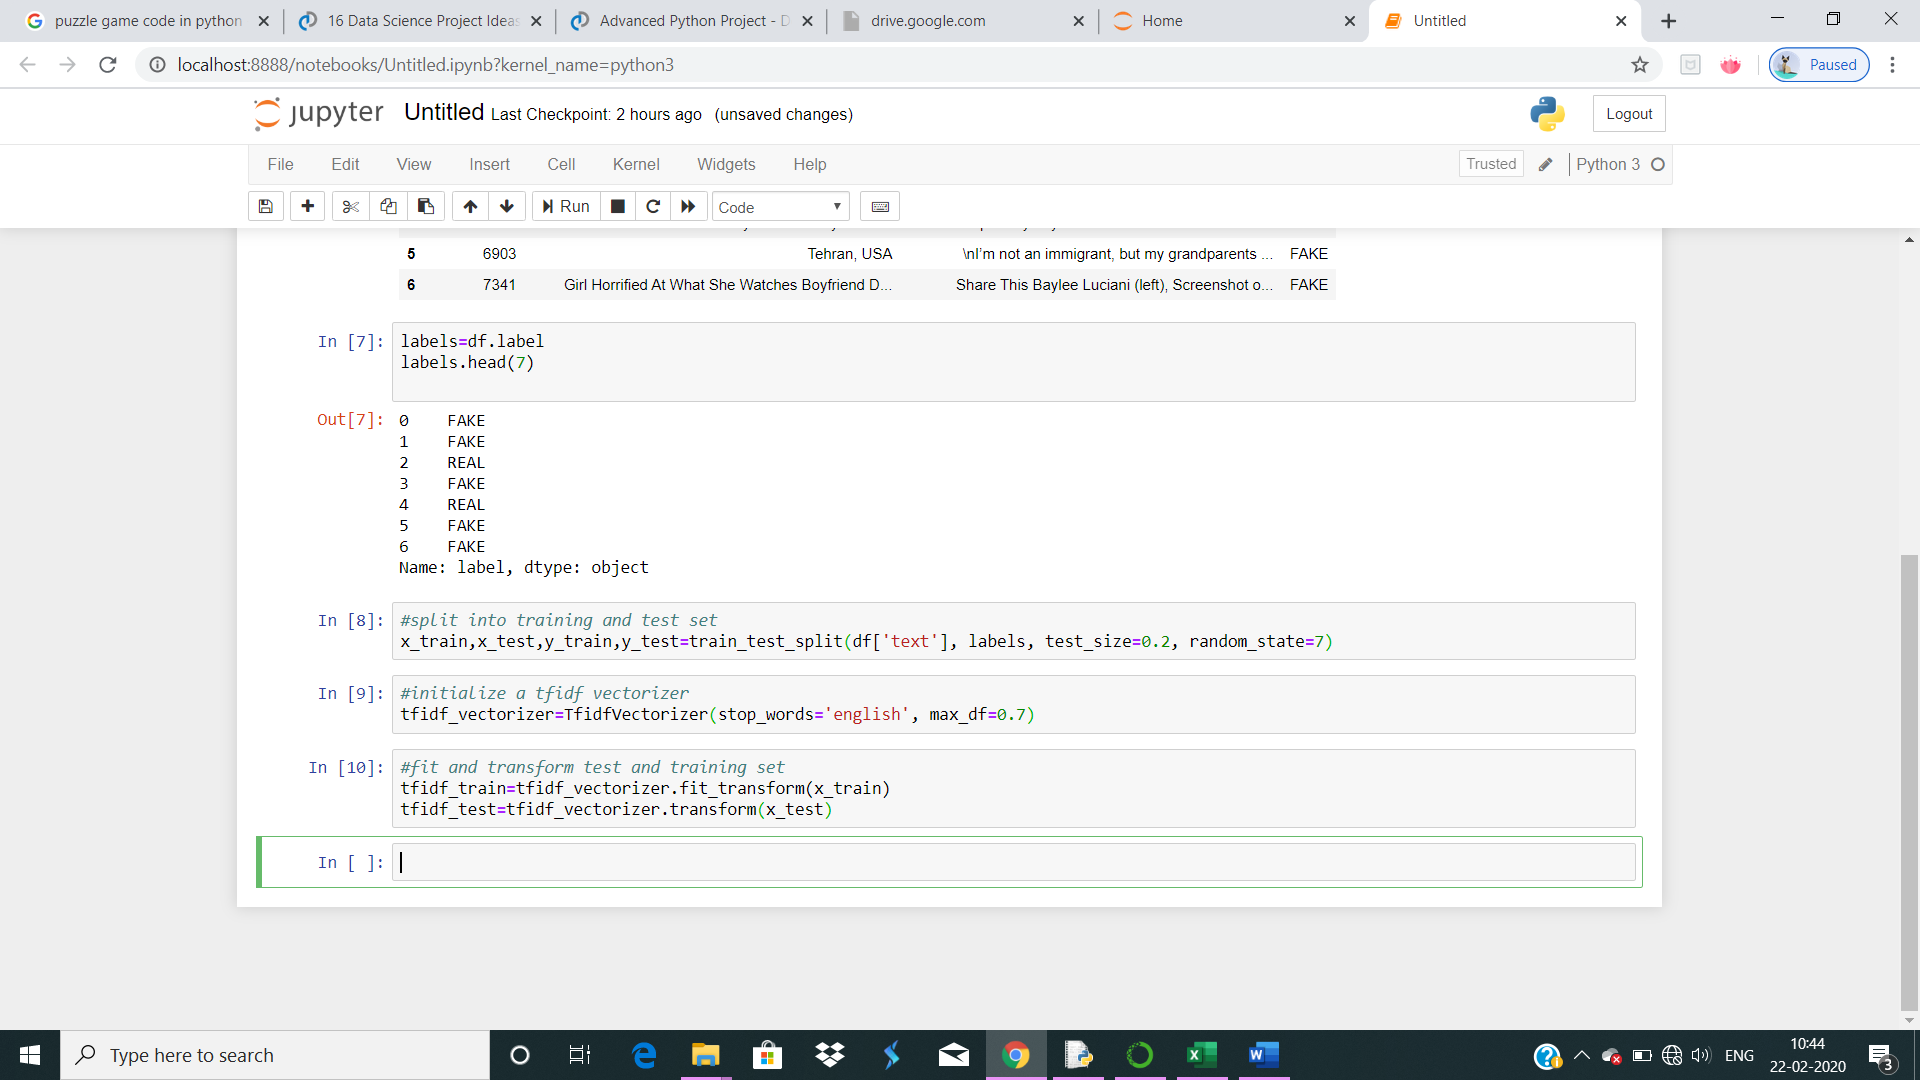 puzzle game code in python
16 Data Science Project Ideas
Advanced Python Project - D
drive.google.com
Home
Untitled
localhost:8888/notebooks/Untitled.ipynb?kernel_name=python3
Paused
jupyter Untitled Last Checkpoint: 2 hours ago (unsaved changes)
Logout
File Edit View Insert Cell Kernel Widgets Help
Trusted
Python 3
Run
Code
5 6903 Tehran, USA \nI'm not an immigrant, but my grandparents ... FAKE
6 7341 Girl Horrified At What She Watches Boyfriend D... Share This Baylee Luciani (left), Screenshot o... FAKE
In [7]: labels=df.label
labels.head(7)
Out[7]: 0 FAKE
1 FAKE
2 REAL
3 FAKE
4 REAL
5 FAKE
6 FAKE
Name: label, dtype: object
In [8]: #split into training and test set
x_train,x_test,y_train,y_test=train_test_split(df['text'], labels, test_size=0.2, random_state=7)
In [9]: #initialize a tfidf vectorizer
tfidf_vectorizer=TfidfVectorizer(stop_words='english', max_df=0.7)
In [10]: #fit and transform test and training set
tfidf_train=tfidf_vectorizer.fit_transform(x_train)
tfidf_test=tfidf_vectorizer.transform(x_test)
In [ ]:
Type here to search
ENG
10:44
22-02-2020
3